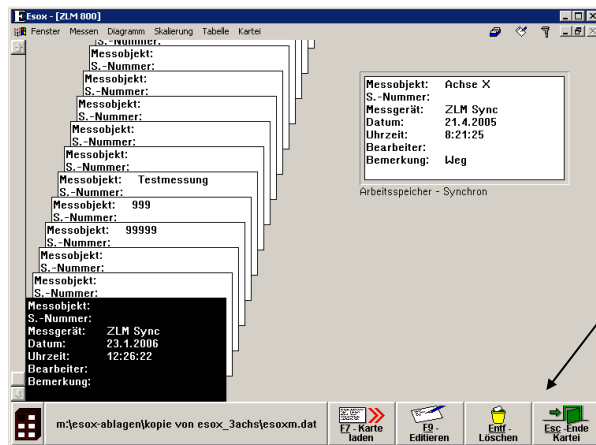 Esox - [ZLM 800]
Fenster Messen Diagramm Skalierung Tabelle Kartei
S.-Nummer:
Messobjekt:
S.-Nummer:
Messobjekt:
S.-Nummer:
Messobjekt:
S.-Nummer:
Messobjekt:
S.-Nummer:
Messobjekt:
S.-Nummer:
Messobjekt: Testmessung
S.-Nummer:
Messobjekt: 999
S.-Nummer:
Messobjekt: 99999
S.-Nummer:
Messobjekt:
S.-Nummer:
Messobjekt:
S.-Nummer:
Messobjekt:
S.-Nummer:
Messgerät: ZLM Sync
Datum: 23.1.2006
Uhrzeit: 12:26:22
Bearbeiter:
Bemerkung:
Messobjekt: Achse X
S.-Nummer:
Messgerät: ZLM Sync
Datum: 21.4.2005
Uhrzeit: 8:21:25
Bearbeiter:
Bemerkung: Weg
Arbeitsspeicher - Synchron
m:\esox-ablagen\kopie von esox_3achs\esoxm.dat
F7 - Karte
laden
F9 -
Editieren
Entf -
Löschen
Esc -Ende
Kartei